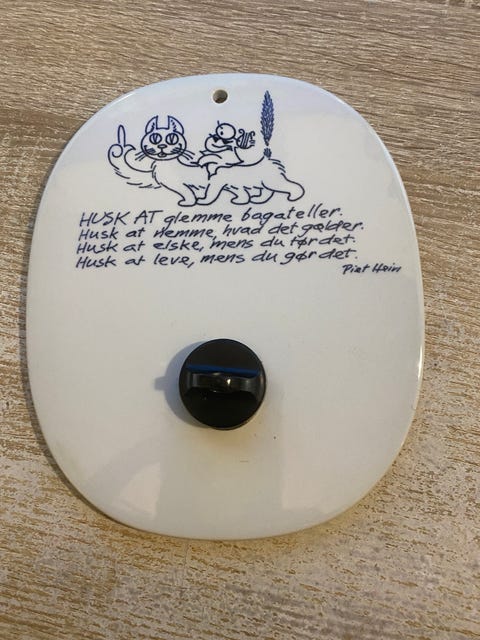 HUSK AT glemme bagateller.
Husk at nemme, hvad det gælder.
Husk at elske, mens du tør det.
Husk at leve, mens du gør det.
Piet Hein